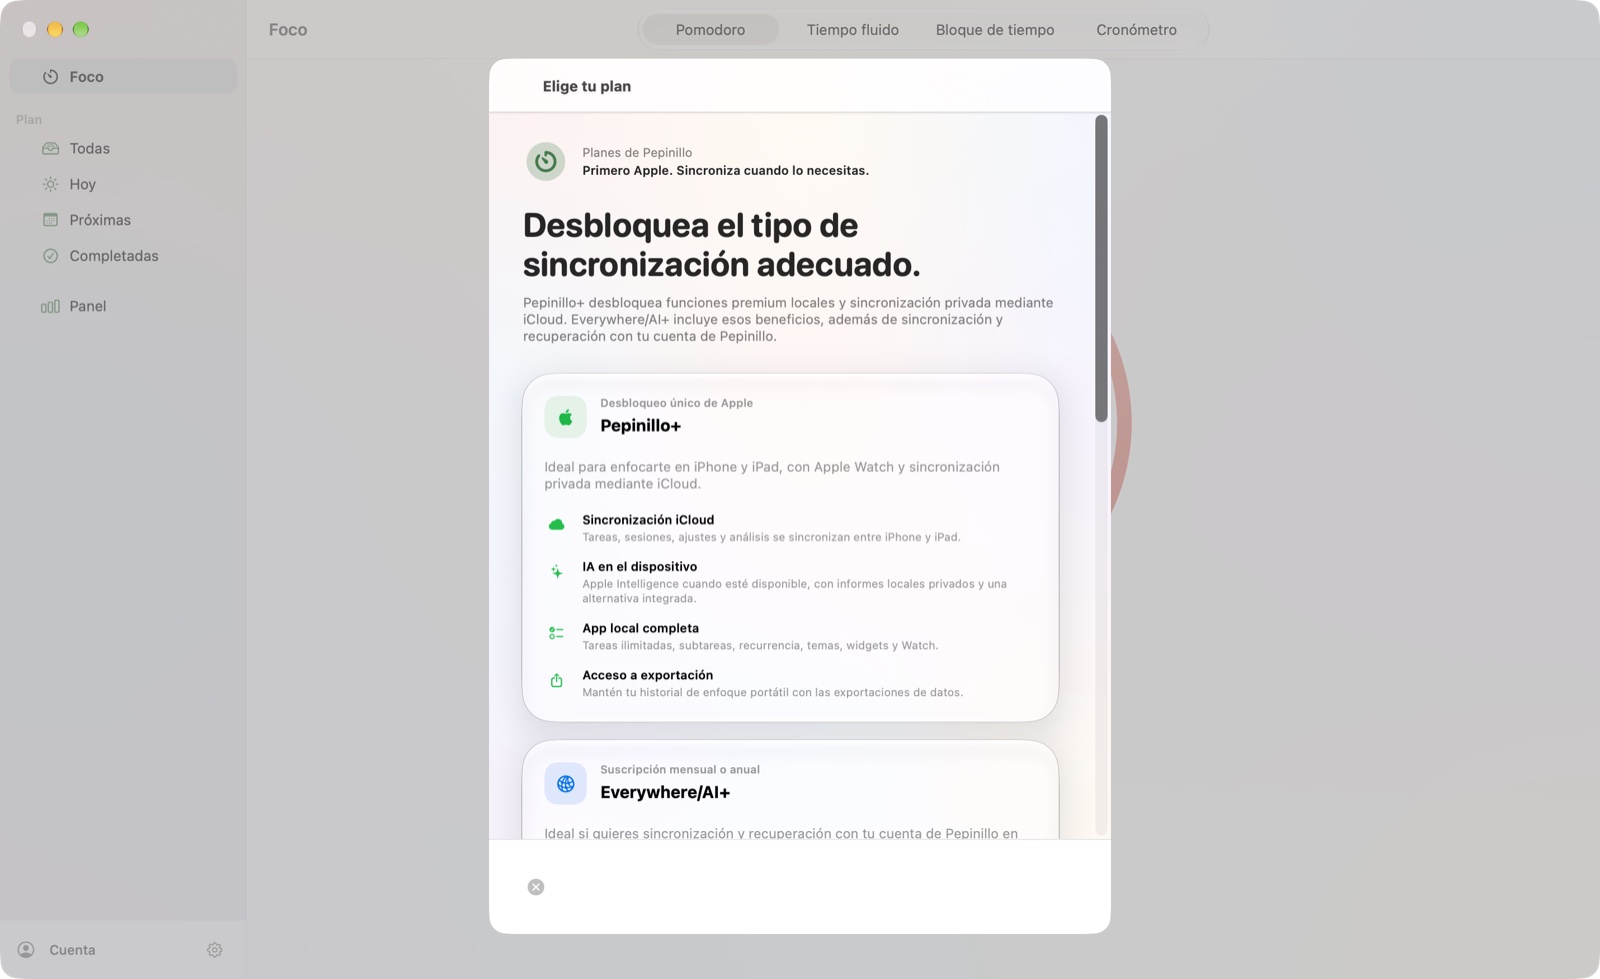 Foco
Pomodoro
Tiempo fluido
Bloque de tiempo
Cronómetro
Foco
Plan
Todas
Hoy
Próximas
Completadas
Panel
Cuenta
Elige tu plan
Planes de Pepinillo
Primero Apple. Sincroniza cuando lo necesitas.
Desbloquea el tipo de
sincronización adecuado.
Pepinillo+ desbloquea funciones premium locales y sincronización privada mediante
iCloud. Everywhere/AI+ incluye esos beneficios, además de sincronización y
recuperación con tu cuenta de Pepinillo.
Desbloqueo único de Apple
Pepinillo+
Ideal para enfocarte en iPhone y iPad, con Apple Watch y sincronización
privada mediante iCloud.
Sincronización iCloud
Tareas, sesiones, ajustes y análisis se sincronizan entre iPhone y iPad.
IA en el dispositivo
Apple Intelligence cuando esté disponible, con informes locales privados y una
alternativa integrada.
App local completa
Tareas ilimitadas, subtareas, recurrencia, temas, widgets y Watch.
Acceso a exportación
Mantén tu historial de enfoque portátil con las exportaciones de datos.
Suscripción mensual o anual
Everywhere/AI+
Ideal si quieres sincronización y recuperación con tu cuenta de Pepinillo en